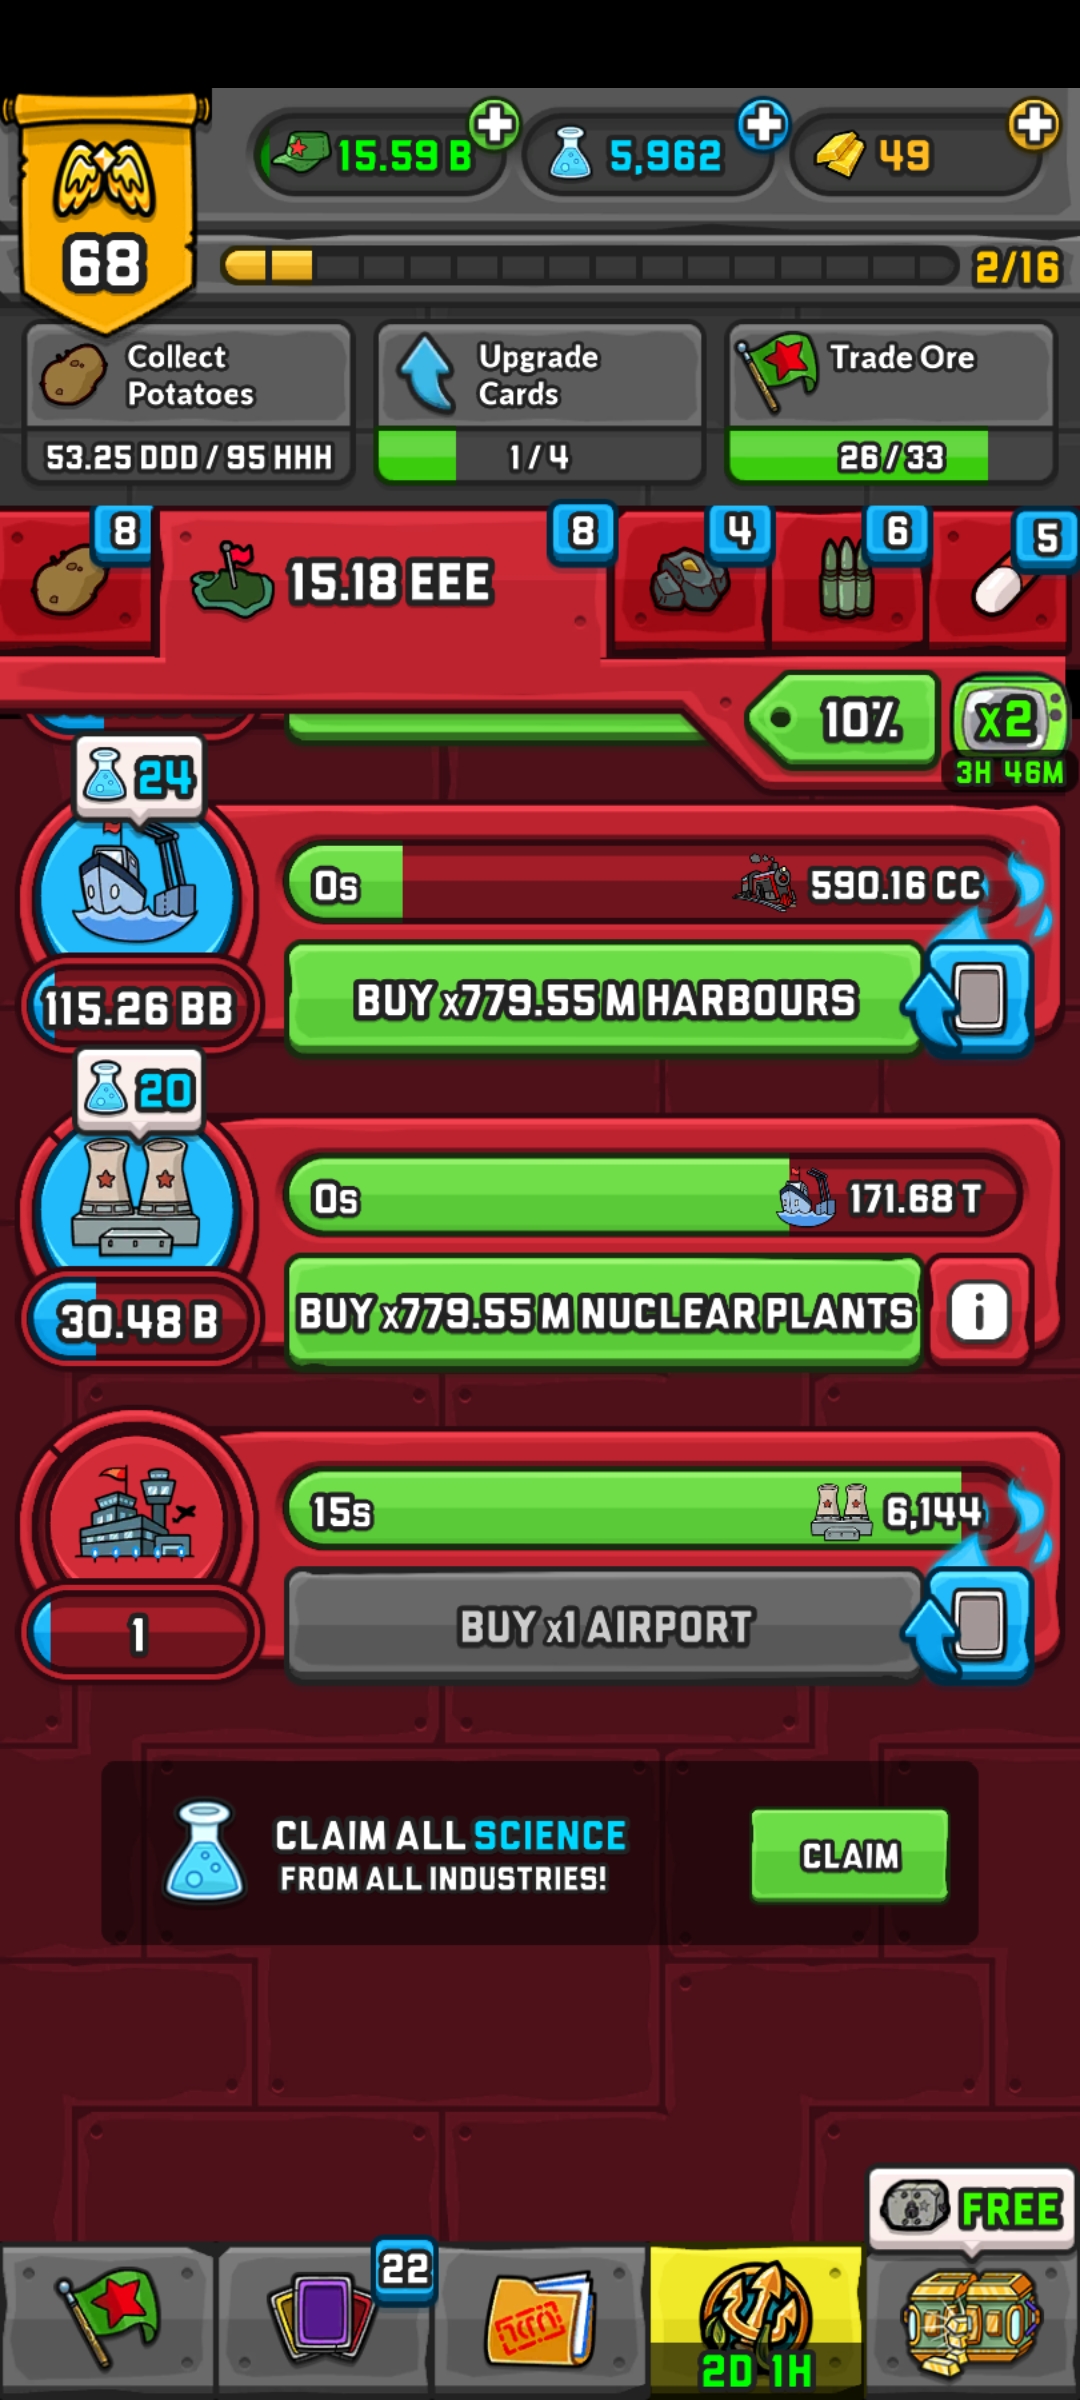 15.59 B
5,962
49
68
2/16
Collect
Potatoes
Upgrade
Cards
Trade Ore
53.25 DDD / 95 HHH
1/4
26/33
8
15.18 EEE
8
4
6
5
10%
x2
3H 46M
24
0s
590.16 CC
115.26 BB
BUY x779.55 M HARBOURS
20
0s
171.68 T
30.48 B
BUY x779.55 M NUCLEAR PLANTS
i
15s
6,144
1
BUY x1 AIRPORT
CLAIM ALL SCIENCE
FROM ALL INDUSTRIES!
CLAIM
FREE
22
2D 1H